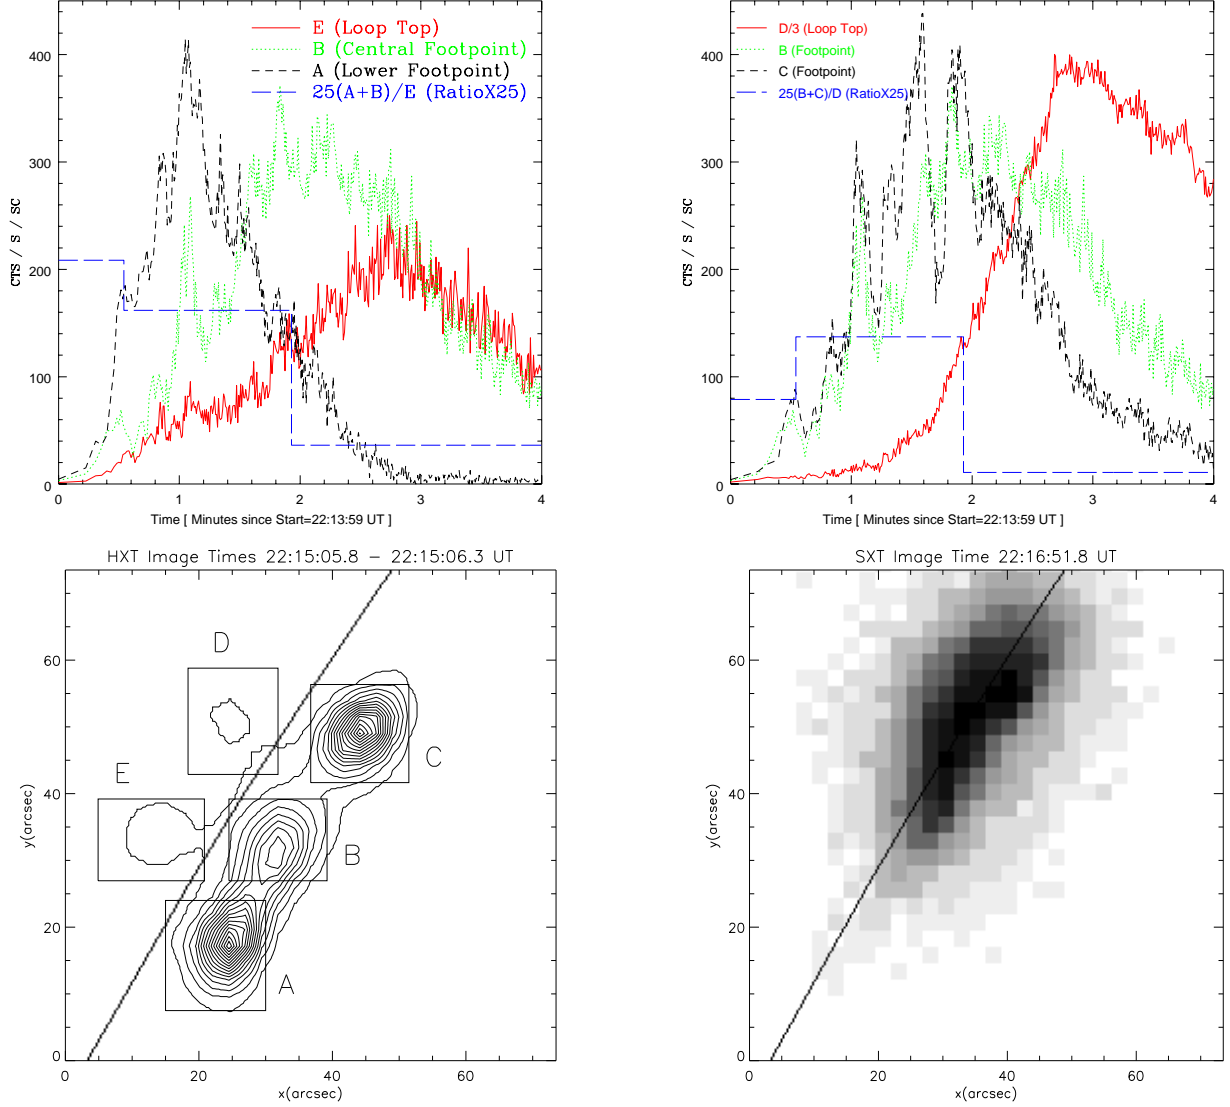 E (Loop Top)
B (Central Footpoint)
A (Lower Footpoint)
25(A+B)/E (RatioX25)
400
300
200
100
0
CTS / S / SC
0 1 2 3 4
Time [ Minutes since Start=22:13:59 UT ]
D/3 (Loop Top)
B (Footpoint)
C (Footpoint)
25(B+C)/D (RatioX25)
400
300
200
100
0
CTS / S / SC
0 1 2 3 4
Time [ Minutes since Start=22:13:59 UT ]
HXT Image Times 22:15:05.8 − 22:15:06.3 UT
D
E
C
B
A
60
40
20
0
y(arcsec)
0 20 40 60
x(arcsec)
SXT Image Time 22:16:51.8 UT
60
40
20
0
y(arcsec)
0 20 40 60
x(arcsec)